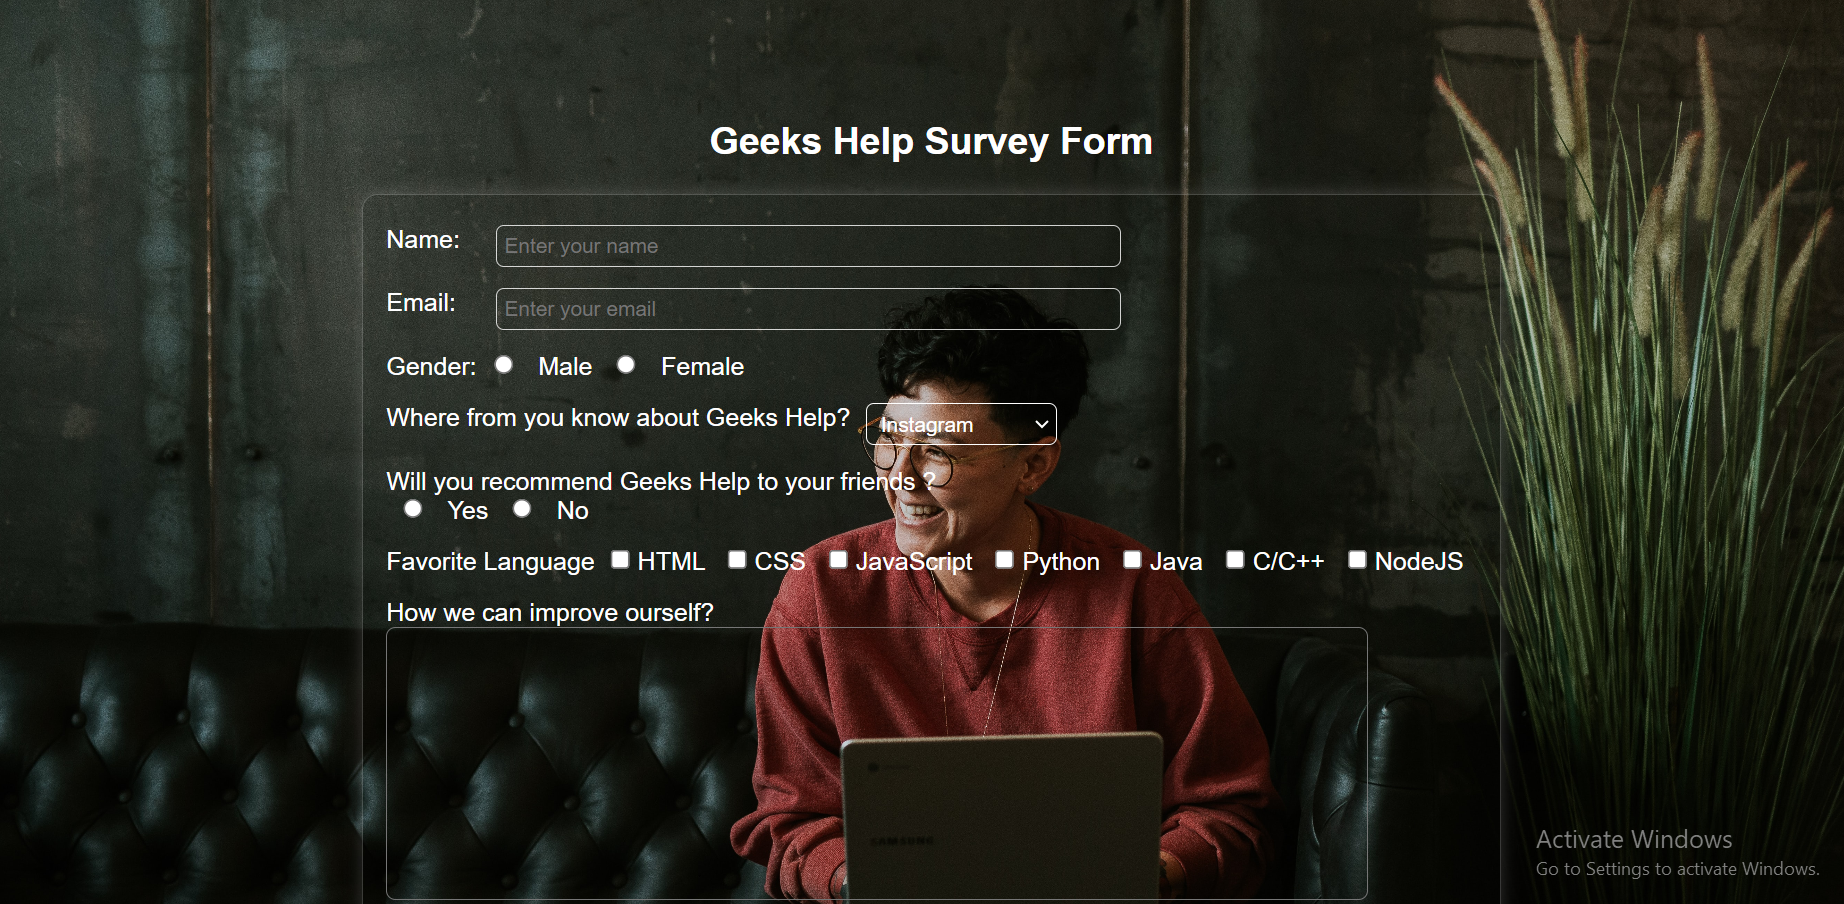 Geeks Help Survey Form
Name: Enter your name
Email: Enter your email
Gender: Male Female
Where from you know about Geeks Help? Instagram
Will you recommend Geeks Help to your friends ?
Yes No
Favorite Language HTML CSS JavaScript Python Java C/C++ NodeJS
How we can improve ourself?
SAMSUNG
Activate Windows
Go to Settings to activate Windows.